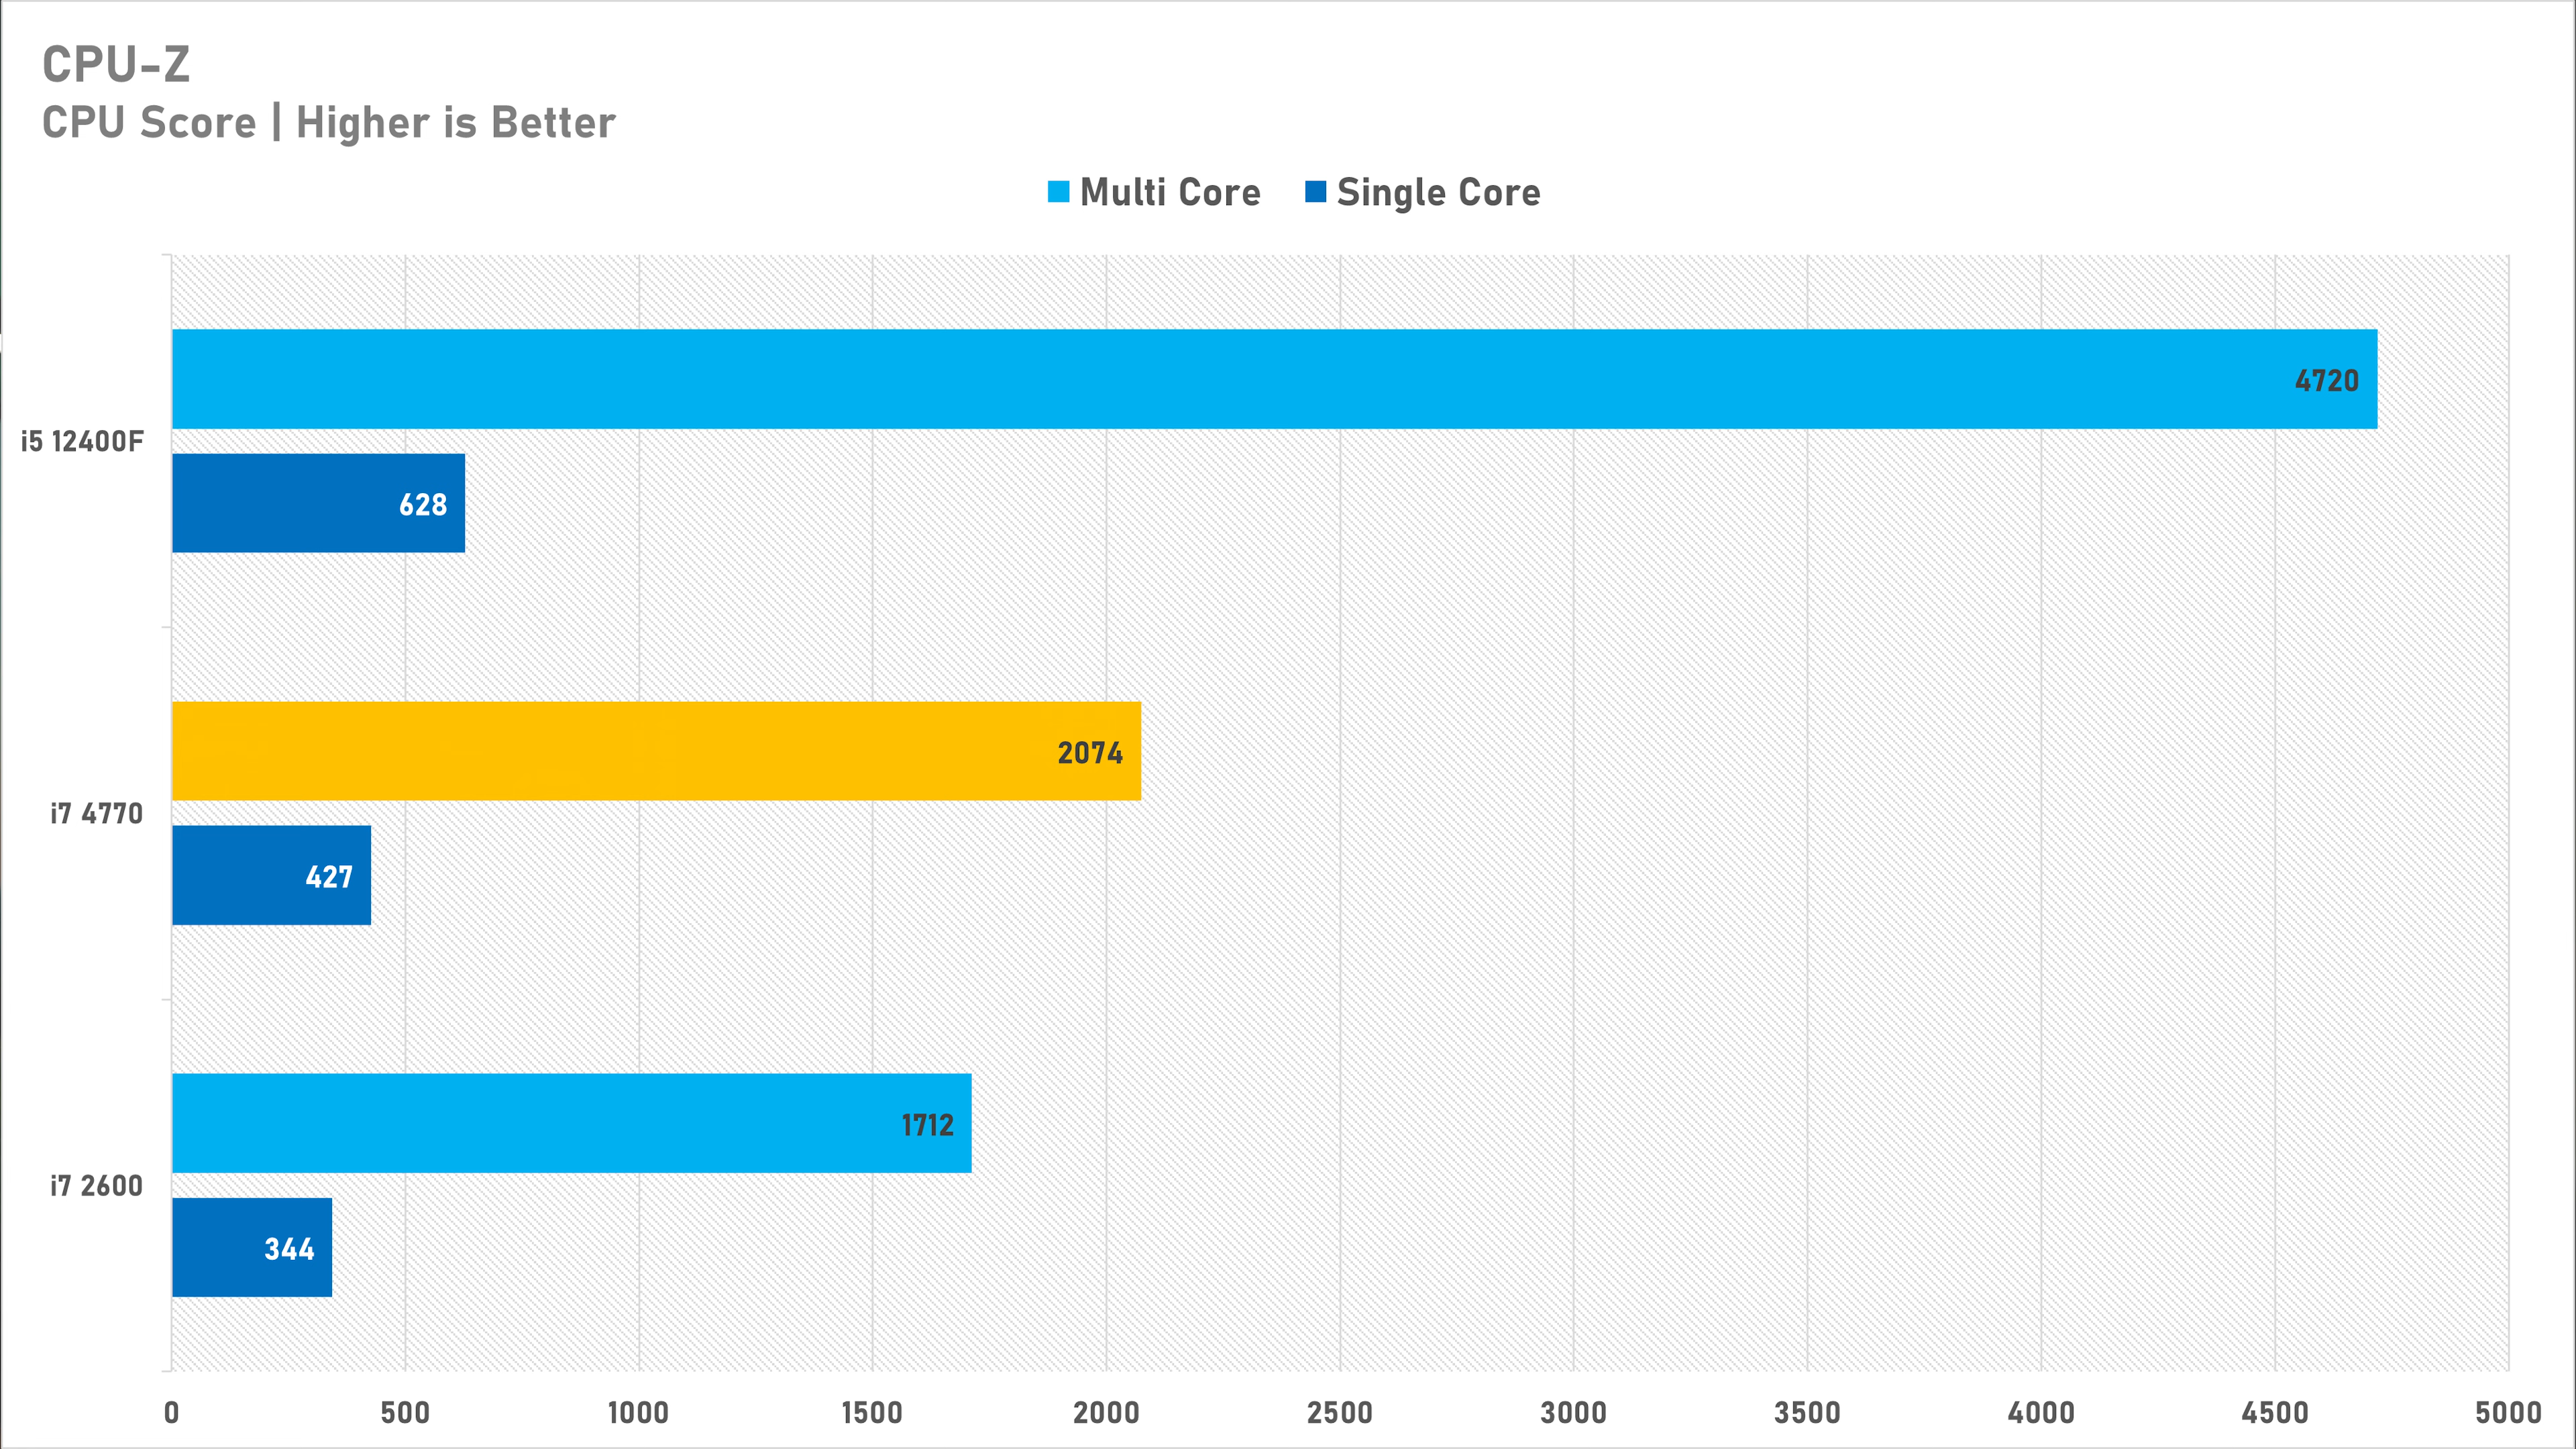 CPU-Z
CPU Score | Higher is Better
Multi Core Single Core
4720
i5 12400F
628
2074
i7 4770
427
1712
i7 2600
344
0 500 1000 1500 2000 2500 3000 3500 4000 4500 5000